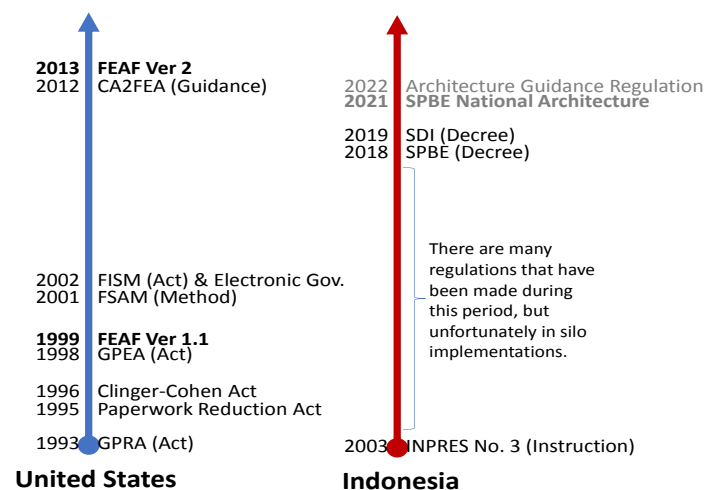 2013 FEAF Ver 2
2012 CA2FEA (Guidance)
2002 FISM (Act) & Electronic Gov.
2001 FSAM (Method)
1999 FEAF Ver 1.1
1998 GPEA (Act)
1996 Clinger-Cohen Act
1995 Paperwork Reduction Act
1993 GPRA (Act)
United States
2022 Architecture Guidance Regulation
2021 SPBE National Architecture
2019 SDI (Decree)
2018 SPBE (Decree)
There are many
regulations that have
been made during
this period, but
unfortunately in silo
implementations.
2003 INPRES No. 3 (Instruction)
Indonesia